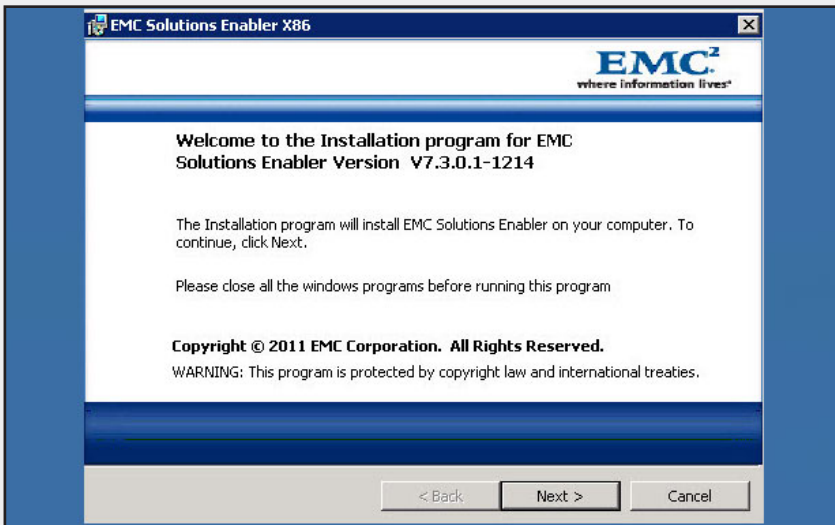 EMC Solutions Enabler X86
EMC²
where information lives®
Welcome to the Installation program for EMC
Solutions Enabler Version V7.3.0.1-1214
The Installation program will install EMC Solutions Enabler on your computer. To
continue, click Next.
Please close all the windows programs before running this program
Copyright © 2011 EMC Corporation. All Rights Reserved.
WARNING: This program is protected by copyright law and international treaties.
< Back
Next >
Cancel